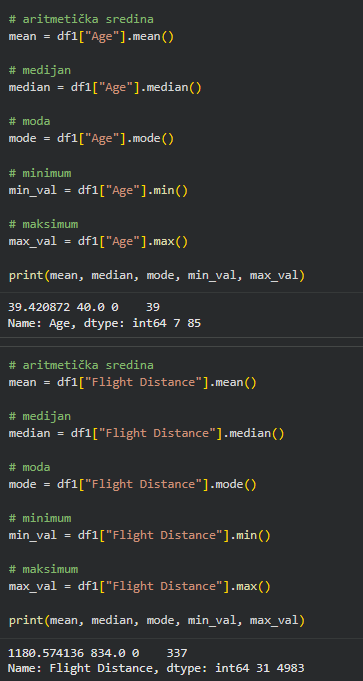 # aritmetička sredina
mean = df1["Age"].mean()
# medijan
median = df1["Age"].median()
# moda
mode = df1["Age"].mode()
# minimum
min_val = df1["Age"].min()
# maksimum
max_val = df1["Age"].max()
print(mean, median, mode, min_val, max_val)
39.420872 40.0 0    39
Name: Age, dtype: int64 7 85
# aritmetička sredina
mean = df1["Flight Distance"].mean()
# medijan
median = df1["Flight Distance"].median()
# moda
mode = df1["Flight Distance"].mode()
# minimum
min_val = df1["Flight Distance"].min()
# maksimum
max_val = df1["Flight Distance"].max()
print(mean, median, mode, min_val, max_val)
1180.574136 834.0 0    337
Name: Flight Distance, dtype: int64 31 4983